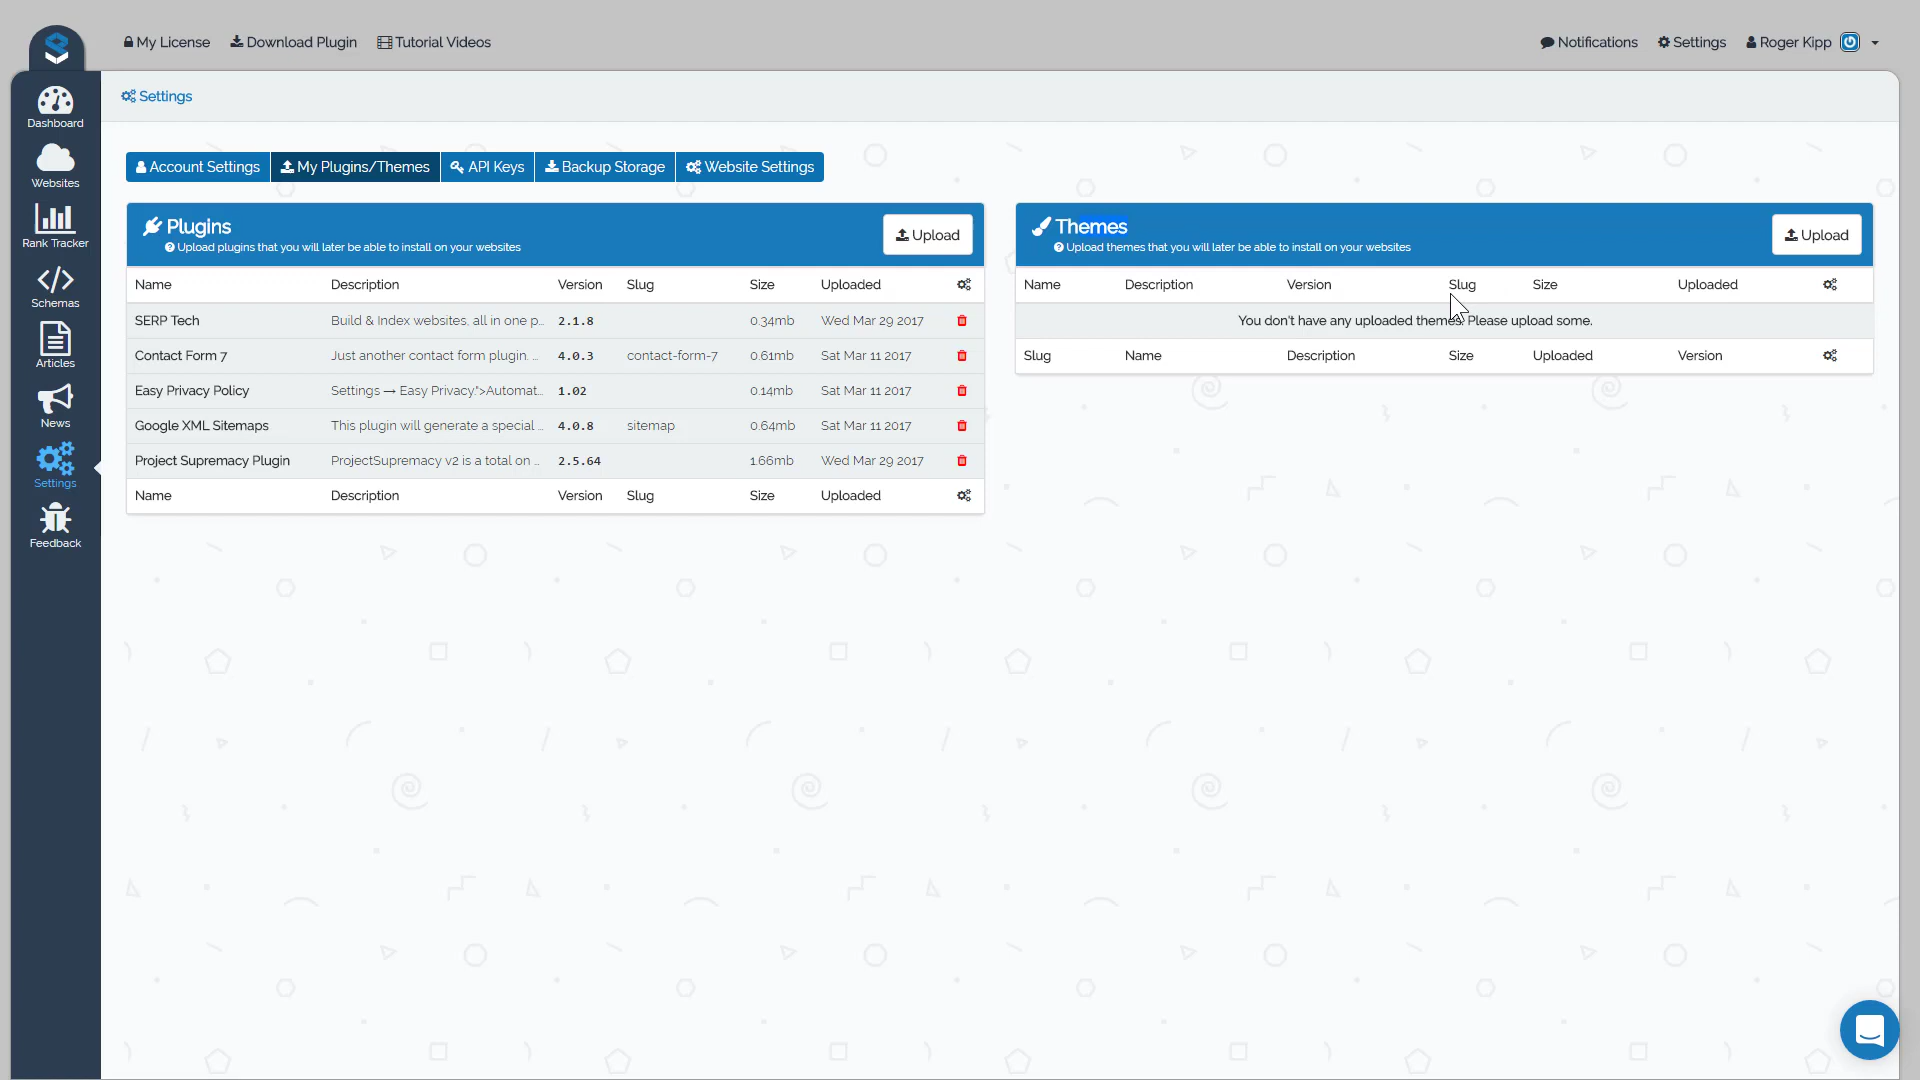 My License Download Plugin Tutorial Videos Notifications Settings Roger Kipp
Dashboard
Websites
Rank Tracker
Schemas
Articles
News
Settings
Feedback
Settings
Account Settings My Plugins/Themes API Keys Backup Storage Website Settings
Plugins
Upload plugins that you will later be able to install on your websites
Upload
Name Description Version Slug Size Uploaded
SERP Tech Build & Index websites, all in one p... 2.1.8 0.34mb Wed Mar 29 2017
Contact Form 7 Just another contact form plugin. ... 4.0.3 contact-form-7 0.61mb Sat Mar 11 2017
Easy Privacy Policy Settings → Easy Privacy">Automat... 1.02 0.14mb Sat Mar 11 2017
Google XML Sitemaps This plugin will generate a special ... 4.0.8 sitemap 0.64mb Sat Mar 11 2017
Project Supremacy Plugin ProjectSupremacy v2 is a total on ... 2.5.64 1.66mb Wed Mar 29 2017
Name Description Version Slug Size Uploaded
Themes
Upload themes that you will later be able to install on your websites
Upload
Name Description Version Slug Size Uploaded
You don't have any uploaded themes. Please upload some.
Slug Name Description Size Uploaded Version